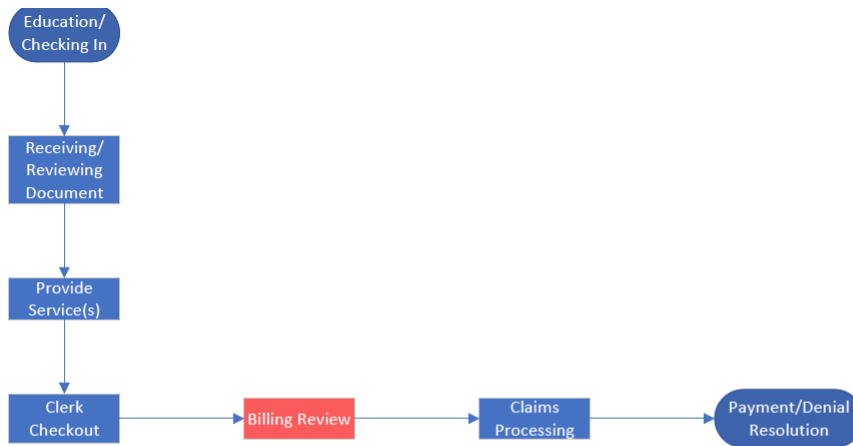 Education/
Checking In
Receiving/
Reviewing
Document
Provide
Service(s)
Clerk
Checkout
Billing Review
Claims
Processing
Payment/Denial
Resolution